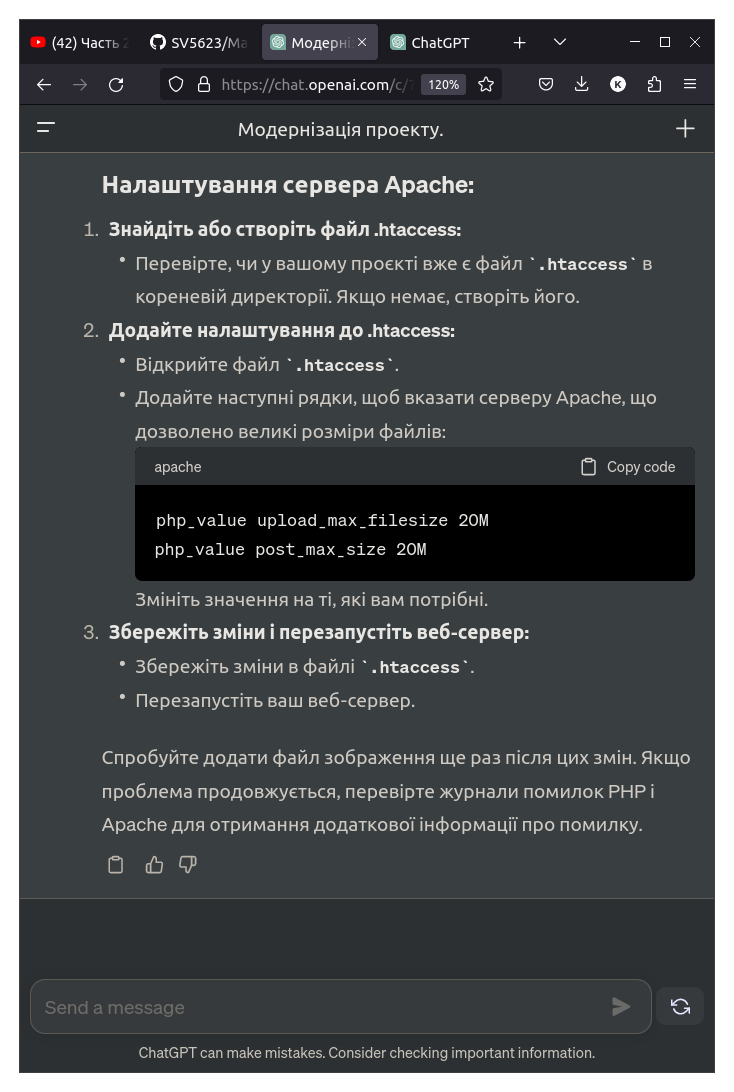 (42) Часть 2
SV5623/Ma
Модерні
ChatGPT
https://chat.openai.com/c/7
120%
K
Модернізація проекту.
Налаштування сервера Apache:
1. Знайдіть або створіть файл .htaccess:
• Перевірте, чи у вашому проєкті вже є файл `.htaccess` в
кореневій директорії. Якщо немає, створіть його.
2. Додайте налаштування до .htaccess:
• Відкрийте файл `.htaccess`.
• Додайте наступні рядки, щоб вказати серверу Apache, що
дозволено великі розміри файлів:
apache
Copy code
php_value upload_max_filesize 20M
php_value post_max_size 20M
Змініть значення на ті, які вам потрібні.
3. Збережіть зміни і перезапустіть веб-сервер:
• Збережіть зміни в файлі `.htaccess`.
• Перезапустіть ваш веб-сервер.
Спробуйте додати файл зображення ще раз після цих змін. Якщо
проблема продовжується, перевірте журнали помилок PHP і
Apache для отримання додаткової інформації про помилку.
Send a message
ChatGPT can make mistakes. Consider checking important information.